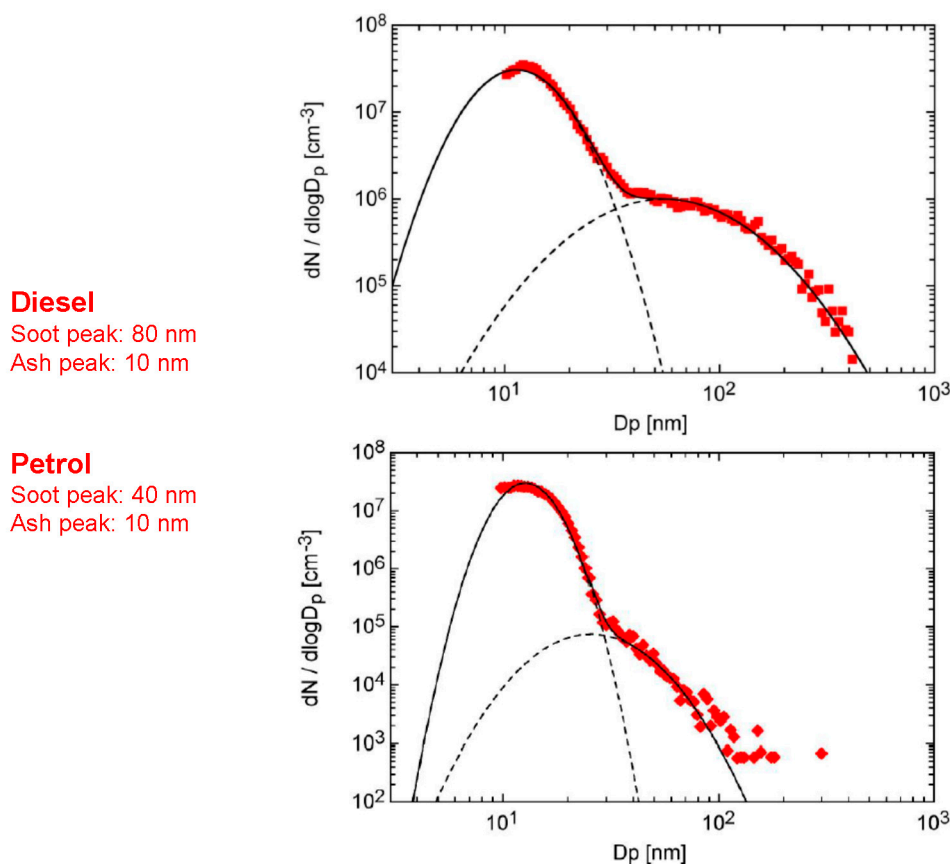 10⁸
10⁷
10⁶
10⁵
10⁴
dN / dlogDₚ [cm⁻³]
10¹
10²
10³
Dp [nm]
Diesel
Soot peak: 80 nm
Ash peak: 10 nm
Petrol
Soot peak: 40 nm
Ash peak: 10 nm
10⁸
10⁷
10⁶
10⁵
10⁴
10³
10²
dN / dlogDₚ [cm⁻³]
10¹
10²
10³
Dp [nm]